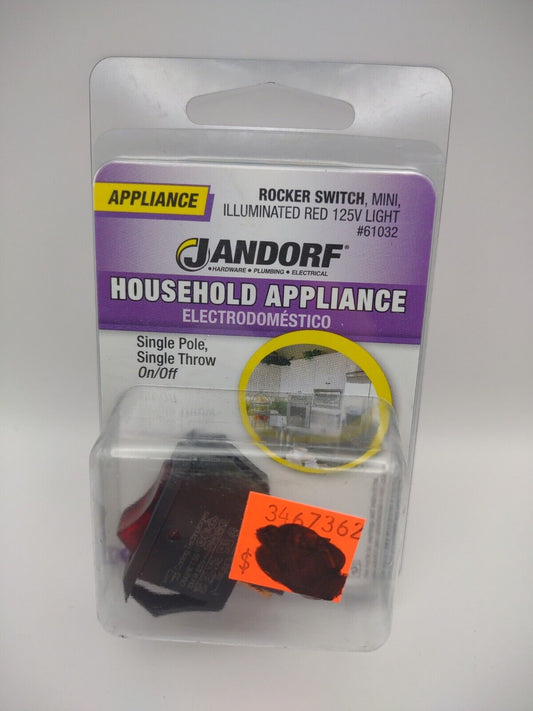 APPLIANCE
ROCKER SWITCH, MINI,
ILLUMINATED RED 125V LIGHT
#61032
JANDORF®
• HARDWARE • PLUMBING • ELECTRICAL
HOUSEHOLD APPLIANCE
ELECTRODOMÉSTICO
Single Pole,
Single Throw
On/Off
3467362
$